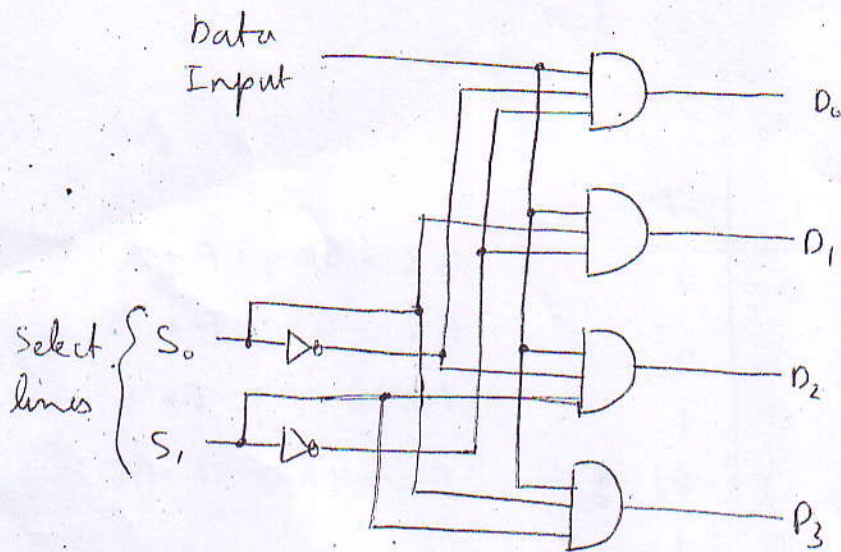 Data
Input
D0
D1
Select
lines
S0
S1
D2
D3